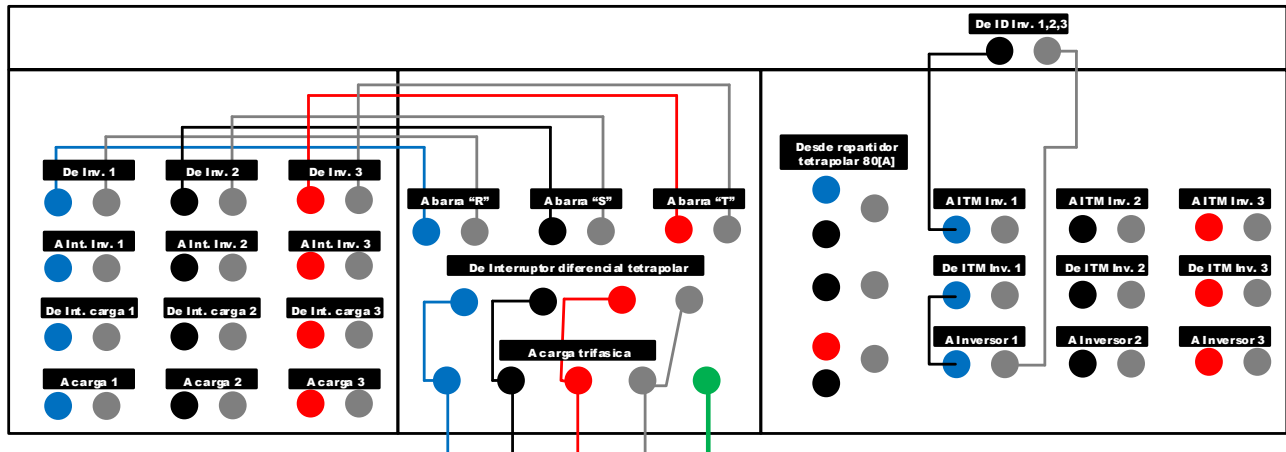 De ID Inv. 1,2,3
Desde repartidor
tetrapolar 80[A]
De Inv. 1
De Inv. 2
De Inv. 3
A barra “R”
A barra “S”
A barra “T”
A ITM Inv. 1
A ITM Inv. 2
A ITM Inv. 3
A Int. Inv. 1
A Int. Inv. 2
A Int. Inv. 3
De Interruptor diferencial tetrapolar
De ITM Inv. 1
De ITM Inv. 2
De ITM Inv. 3
De Int. carga 1
De Int. carga 2
De Int. carga 3
A carga trifasica
A Inversor 1
A Inversor 2
A Inversor 3
A carga 1
A carga 2
A carga 3